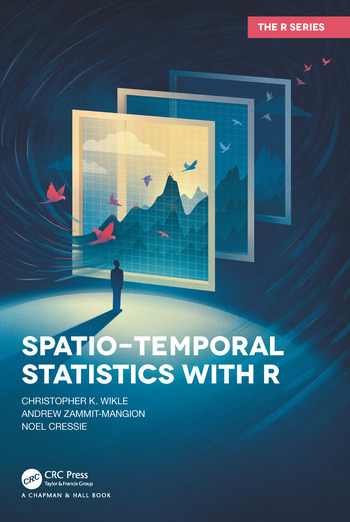 THE R SERIES
SPATIO-TEMPORAL
STATISTICS WITH R
CHRISTOPHER K. WIKLE
ANDREW ZAMMIT-MANGION
NOEL CRESSIE
CRC
CRC Press
Taylor & Francis Group
A CHAPMAN & HALL BOOK